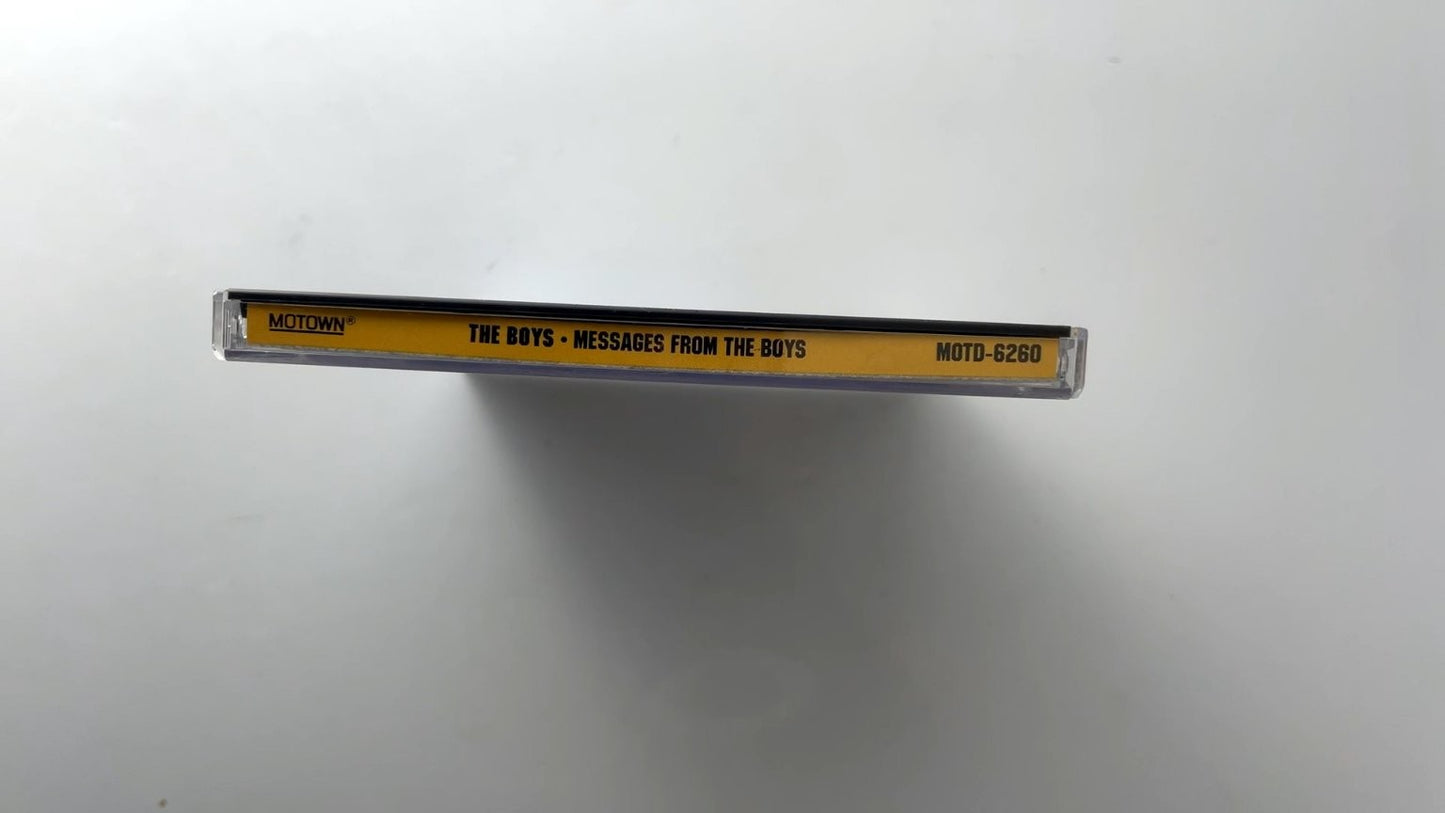 MOTOWN®
THE BOYS • MESSAGES FROM THE BOYS
MOTD-6260